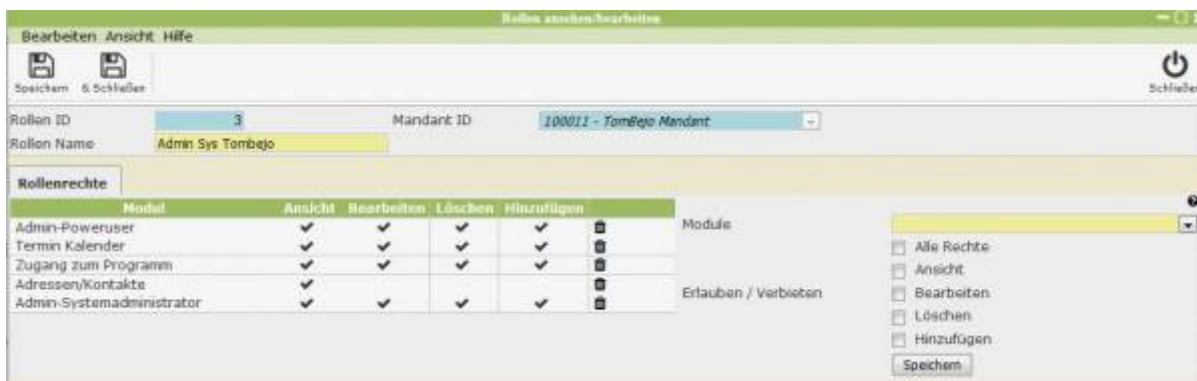 Rollen ansehen/bearbeiten
Bearbeiten Ansicht Hilfe
Speichern & Schließen Schließen
Rollen ID 3 Mandant ID 100011 - TomBejo Mandant
Rollen Name Admin Sys Tombejo
Rollenrechte
Modul Ansicht Bearbeiten Löschen Hinzufügen
Admin-Poweruser
Termin Kalender
Zugang zum Programm
Adressen/Kontakte
Admin-Systemadministrator
Module
Erlauben / Verbieten
Alle Rechte
Ansicht
Bearbeiten
Löschen
Hinzufügen
Speichern